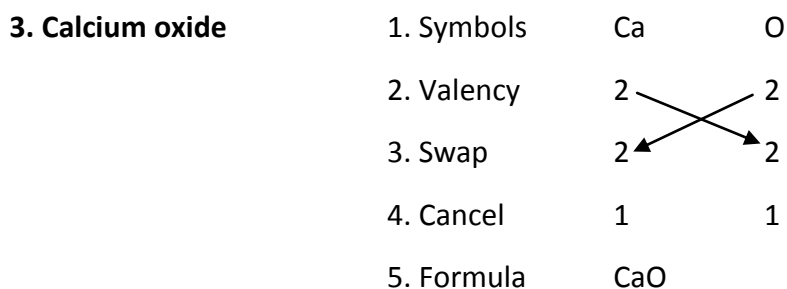 3. Calcium oxide 1. Symbols Ca O
2. Valency 2 2
3. Swap 2 2
4. Cancel 1 1
5. Formula CaO